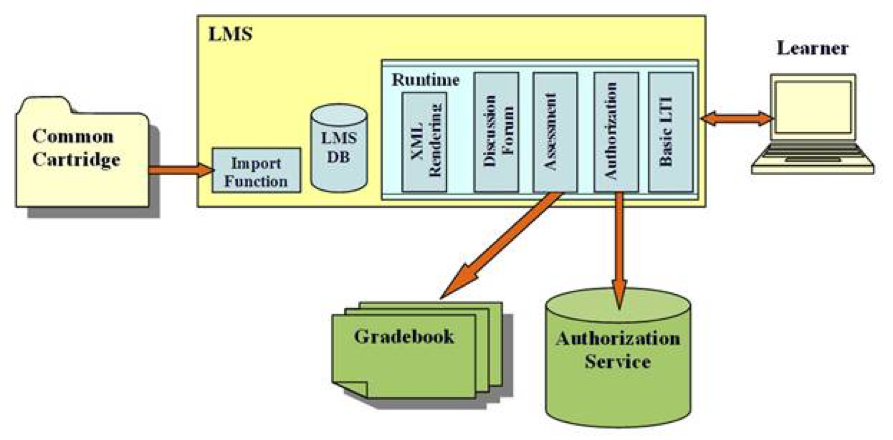 LMS
Learner
Runtime
Common
Cartridge
Import
Function
LMS
DB
XML
Rendering
Discussion
Forum
Assessment
Authorization
Basic LTI
Gradebook
Authorization
Service